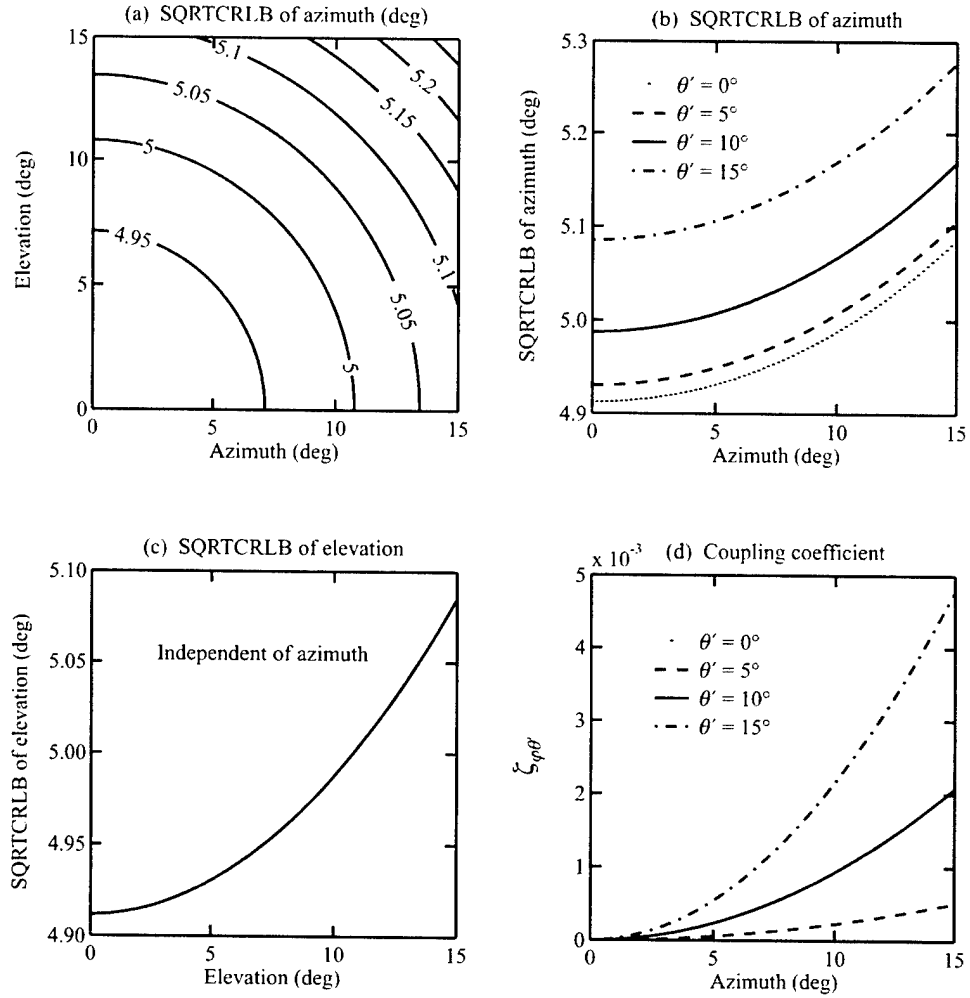 (a) SQRTCRLB of azimuth (deg)
15
10
5
0
Elevation (deg)
5.1
5.2
5.15
5.05
5
4.95
5.1
5.05
5
0
5
10
15
Azimuth (deg)
(b) SQRTCRLB of azimuth
5.3
5.2
5.1
5.0
4.9
SQRTCRLB of azimuth (deg)
θ′ = 0°
θ′ = 5°
θ′ = 10°
θ′ = 15°
0
5
10
15
Azimuth (deg)
(c) SQRTCRLB of elevation
5.10
5.05
5.00
4.95
4.90
SQRTCRLB of elevation (deg)
Independent of azimuth
0
5
10
15
Elevation (deg)
(d) Coupling coefficient
x 10⁻³
5
4
3
2
1
0
ζφθ′
θ′ = 0°
θ′ = 5°
θ′ = 10°
θ′ = 15°
0
5
10
15
Azimuth (deg)